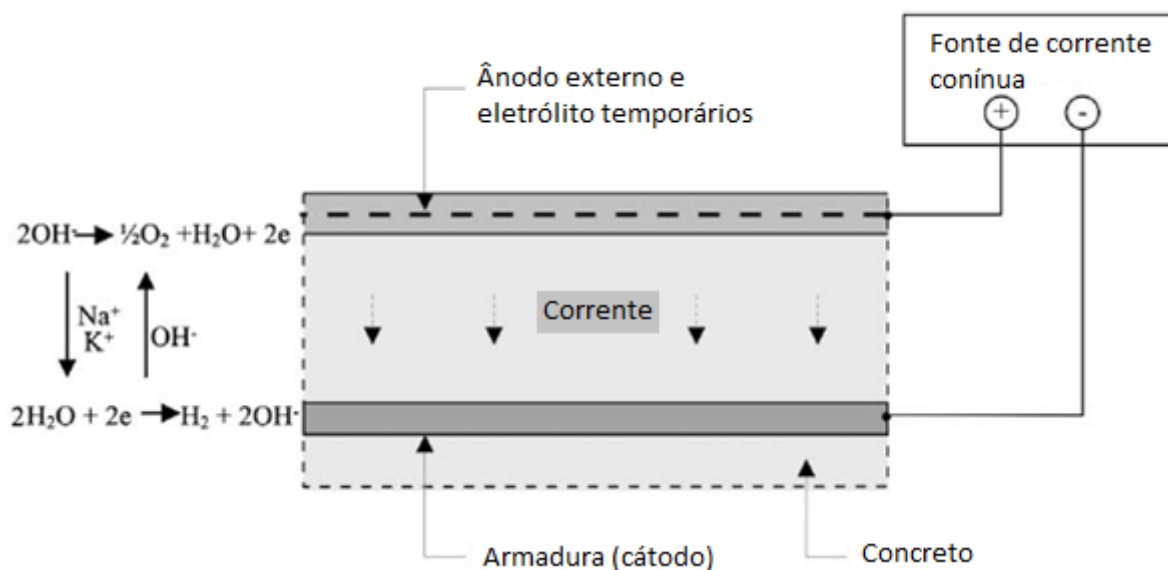 Fonte de corrente
conínua
+ -
Ânodo externo e
eletrólito temporários
2OH⁻ → ½O₂ +H₂O+ 2e
Corrente
Na⁺
K⁺
OH⁻
2H₂O + 2e → H₂ + 2OH⁻
Armadura (cátodo)
Concreto